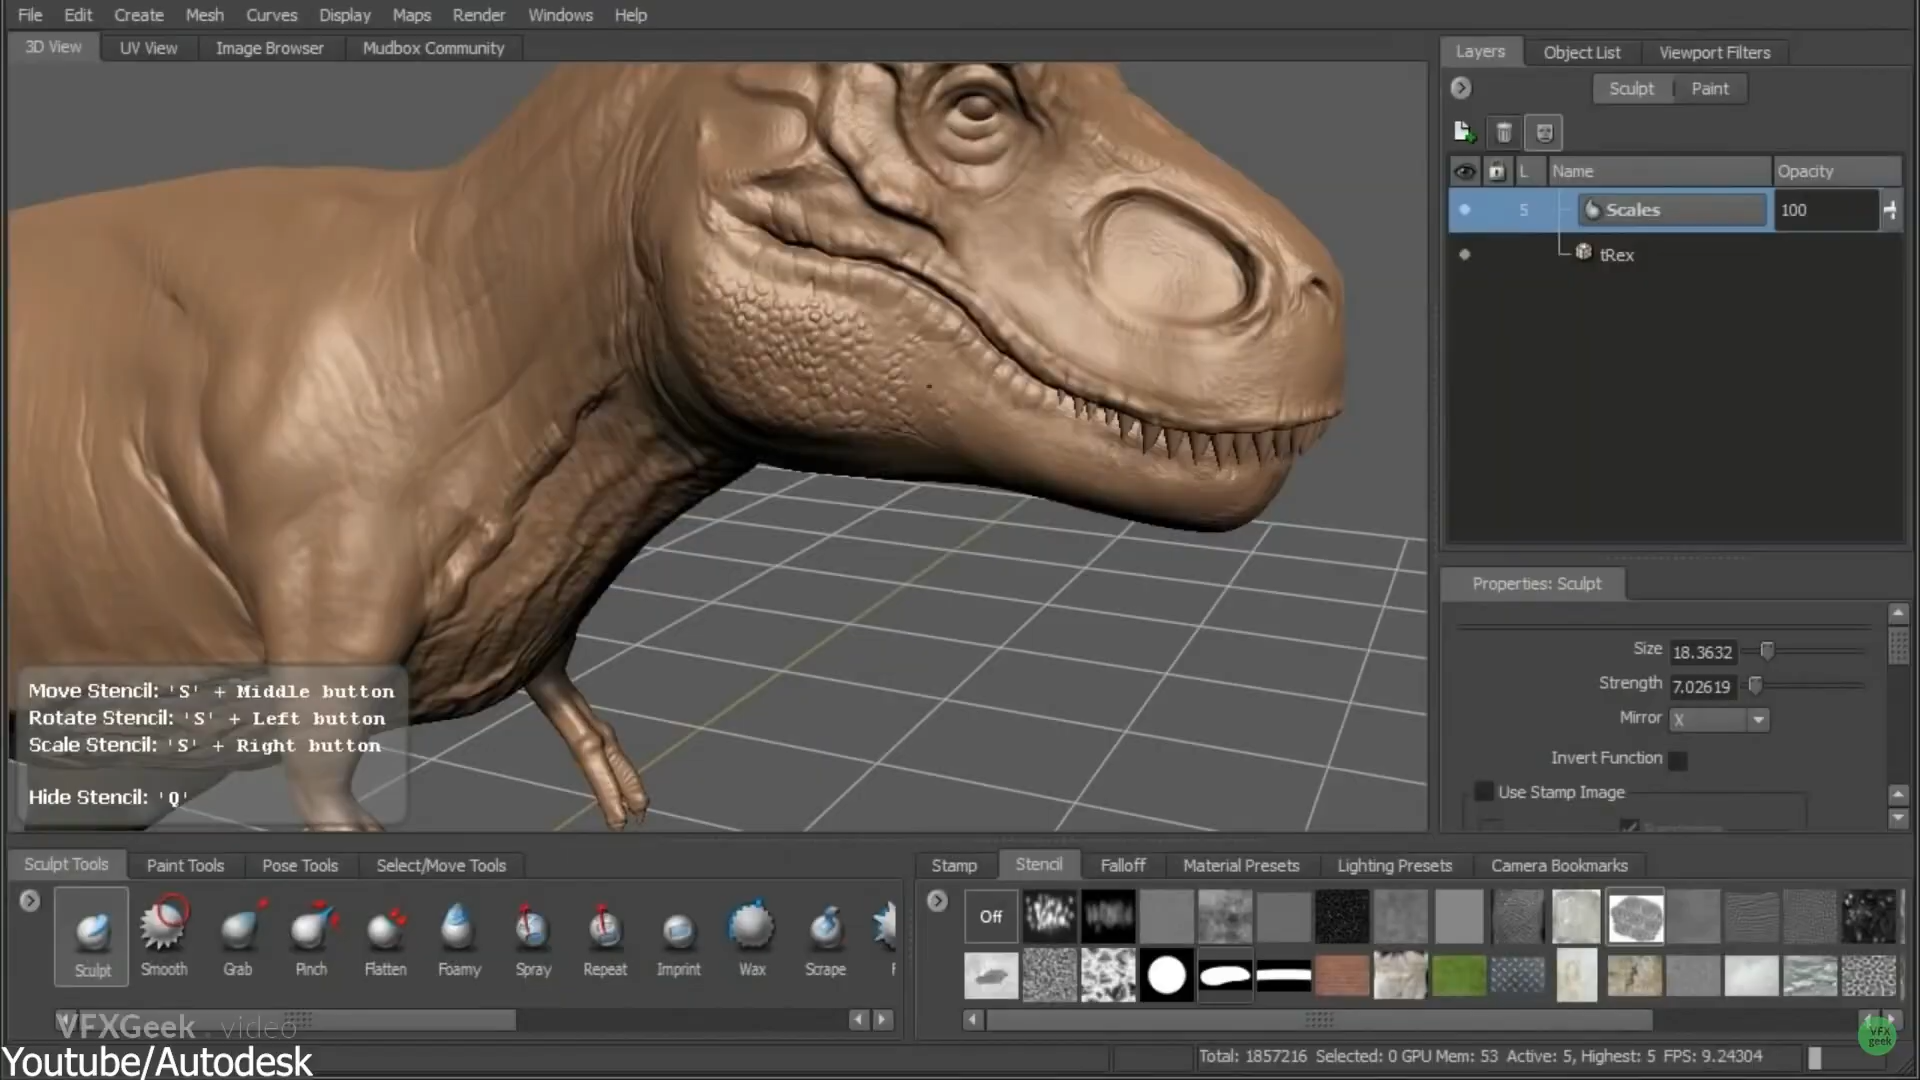 File Edit Create Mesh Curves Display Maps Render Windows Help
3D View UV View Image Browser Mudbox Community
Layers Object List Viewport Filters
Sculpt Paint
L Name Opacity
5 Scales 100
tRex
Properties: Sculpt
Size 18.3632
Strength 7.02619
Mirror X
Invert Function
Use Stamp Image
Move Stencil: 'S' + Middle button
Rotate Stencil: 'S' + Left button
Scale Stencil: 'S' + Right button
Hide Stencil: 'Q'
Sculpt Tools Paint Tools Pose Tools Select/Move Tools
Sculpt Smooth Grab Pinch Flatten Foamy Spray Repeat Imprint Wax Scrape F
Stamp Stencil Falloff Material Presets Lighting Presets Camera Bookmarks
Off
VFXGeek.video
Youtube/Autodesk
Total: 1857216 Selected: 0 GPU Mem: 53 Active: 5, Highest: 5 FPS: 9.24304
VFX
geek